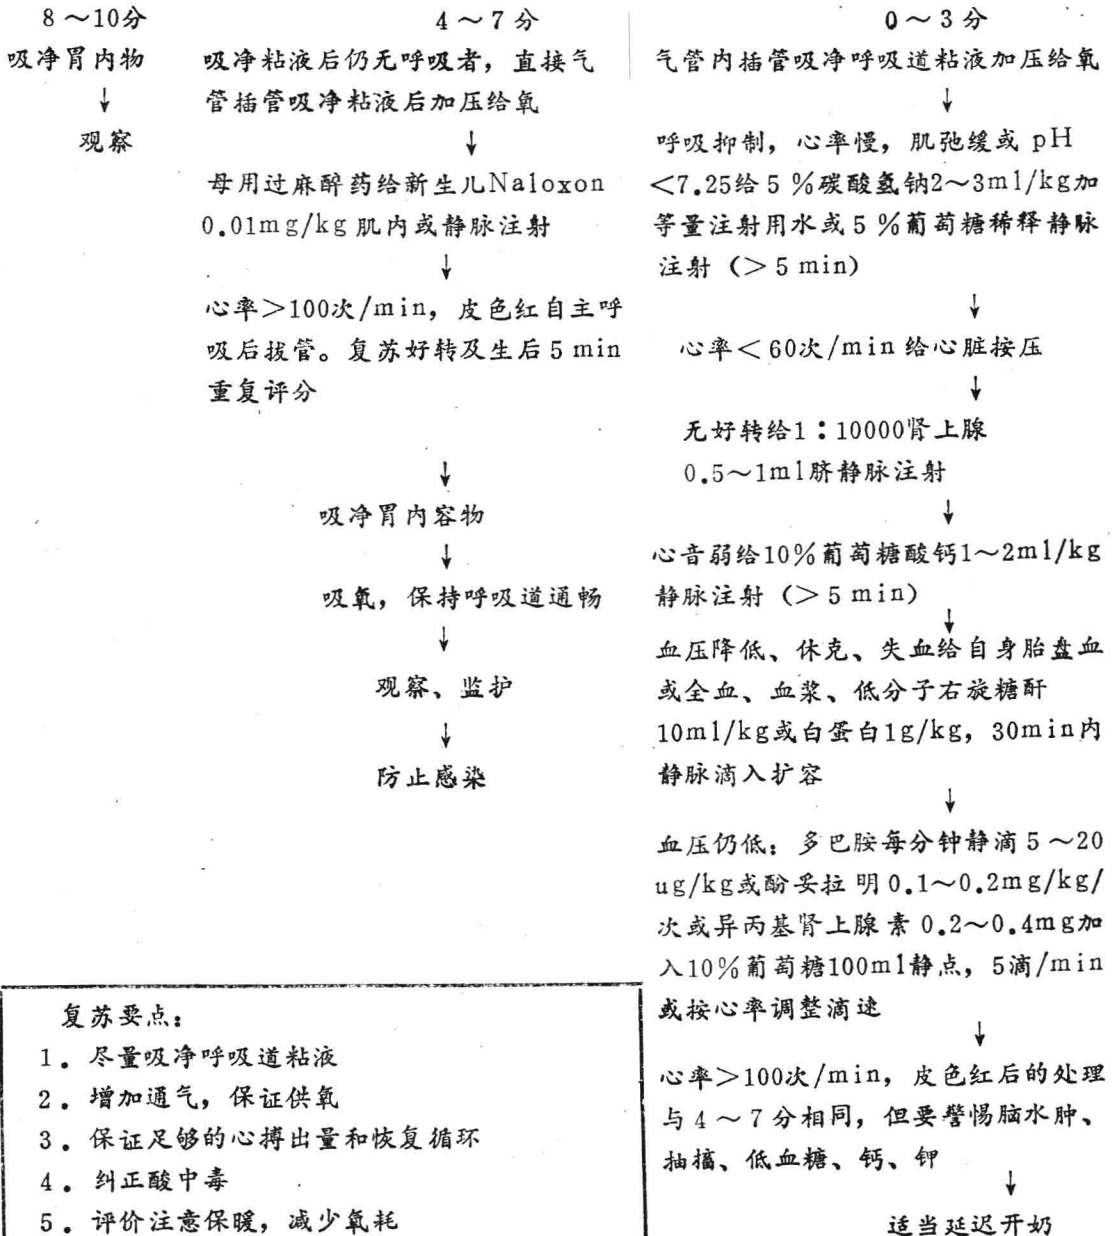 8～10分
吸净胃内物
↓
观察
4～7分
吸净粘液后仍无呼吸者，直接气
管插管吸净粘液后加压给氧
↓
母用过麻醉药给新生儿Naloxon
0.01mg/kg 肌内或静脉注射
↓
心率＞100次/min，皮色红自主呼
吸后拔管。复苏好转及生后5 min
重复评分
↓
吸净胃内容物
↓
吸氧，保持呼吸道通畅
↓
观察、监护
↓
防止感染
0～3分
气管内插管吸净呼吸道粘液加压给氧
↓
呼吸抑制，心率慢，肌弛缓或 pH
＜7.25给5％碳酸氢钠2～3ml/kg加
等量注射用水或5％葡萄糖稀释静脉
注射（＞5 min）
↓
心率＜60次/min 给心脏按压
↓
无好转给1∶10000肾上腺
0.5～1ml脐静脉注射
↓
心音弱给10％葡萄糖酸钙1～2ml/kg
静脉注射（＞5 min）
↓
血压降低、休克、失血给自身胎盘血
或全血、血浆、低分子右旋糖酐
10ml/kg或白蛋白1g/kg，30min内
静脉滴入扩容
↓
血压仍低：多巴胺每分钟静滴5～20
ug/kg或酚妥拉明0.1～0.2mg/kg/
次或异丙基肾上腺素0.2～0.4mg加
入10％葡萄糖100ml静点，5滴/min
或按心率调整滴速
↓
心率＞100次/min，皮色红后的处理
与4～7分相同，但要警惕脑水肿、
抽搐、低血糖、钙、钾
↓
适当延迟开奶
复苏要点：
1．尽量吸净呼吸道粘液
2．增加通气，保证供氧
3．保证足够的心搏出量和恢复循环
4．纠正酸中毒
5．评价注意保暖，减少氧耗